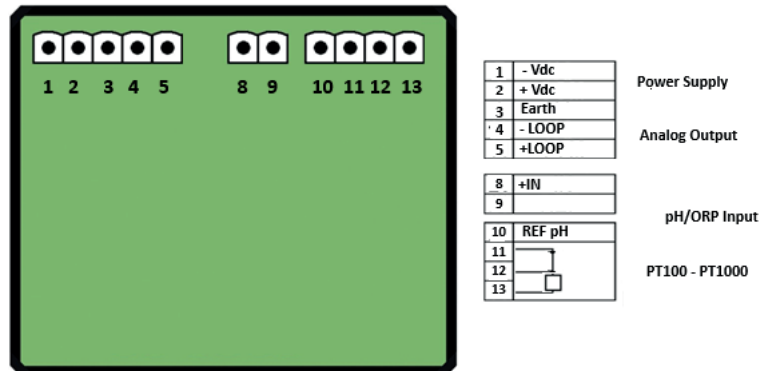 1 2 3 4 5 8 9 10 11 12 13
1 - Vdc
2 + Vdc
Power Supply
3 Earth
4 - LOOP
Analog Output
5 +LOOP
8 +IN
9
pH/ORP Input
10 REF pH
11
12
PT100 - PT1000
13